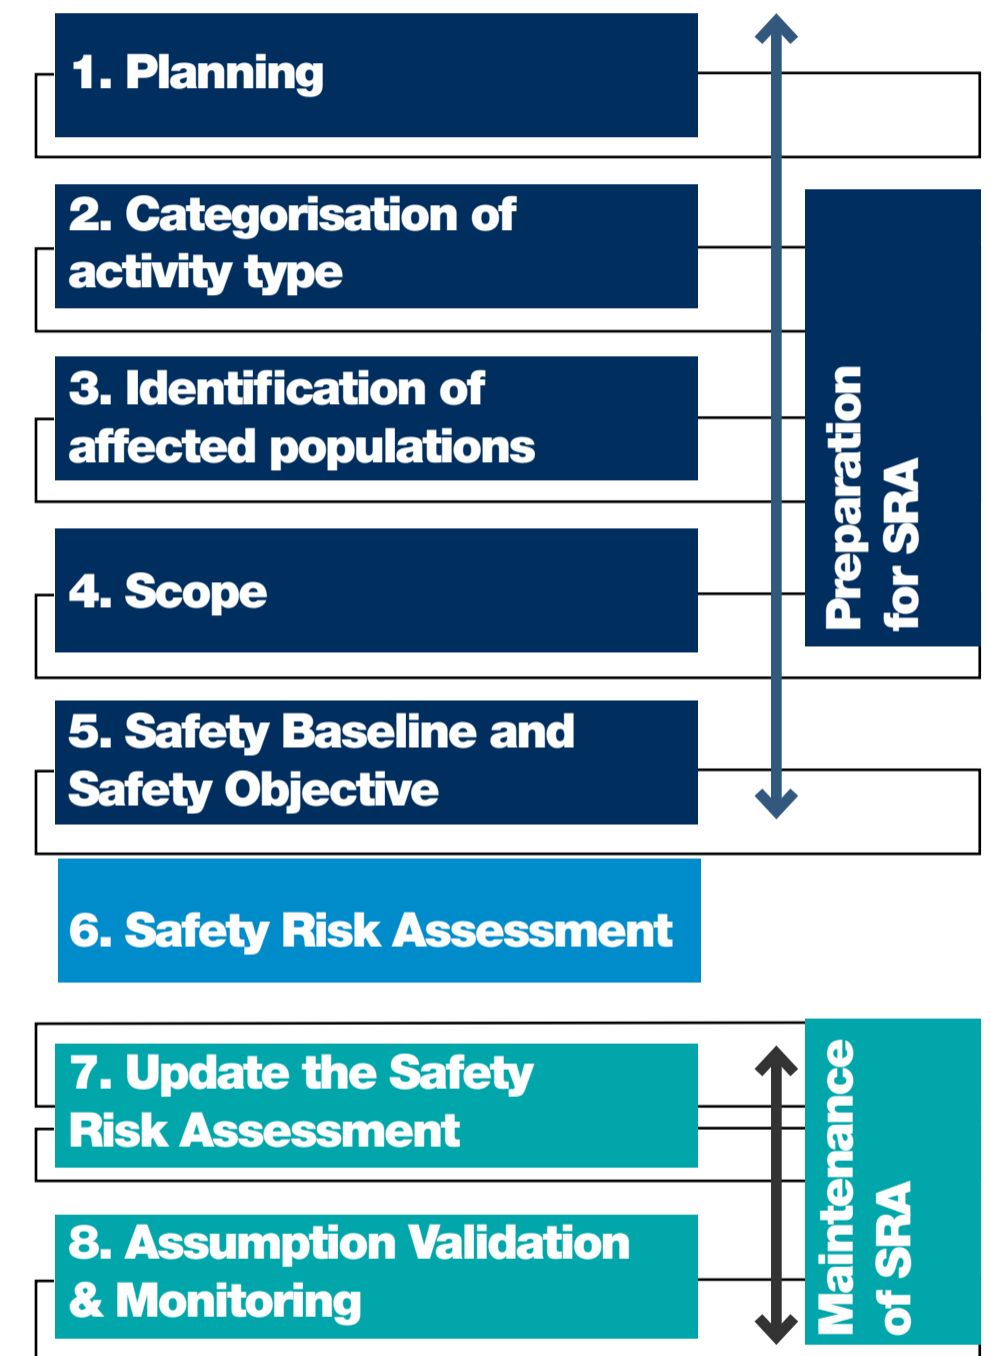 1. Planning
2. Categorisation of
activity type
3. Identification of
affected populations
4. Scope
5. Safety Baseline and
Safety Objective
Preparation
for SRA
6. Safety Risk Assessment
7. Update the Safety
Risk Assessment
8. Assumption Validation
& Monitoring
Maintenance
of SRA